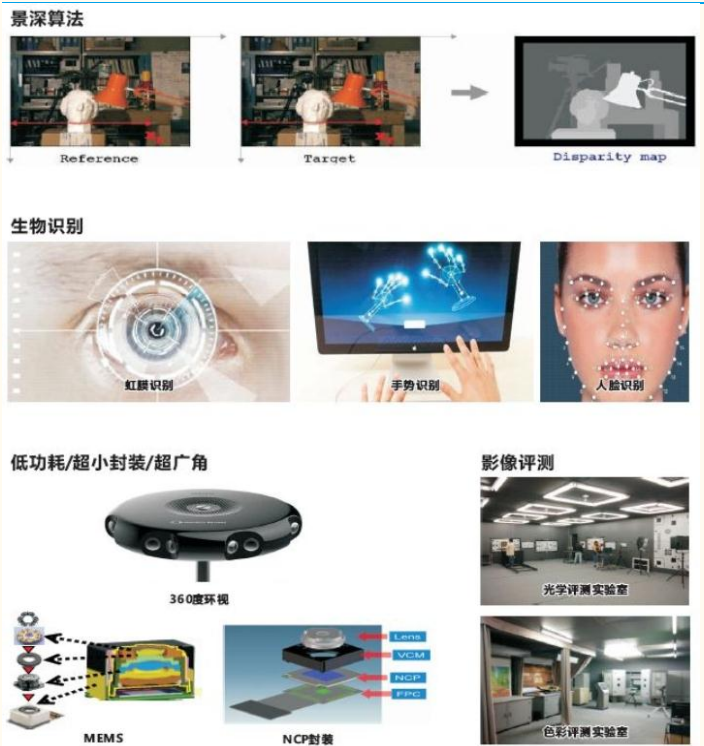 景深算法
Reference
Target
Disparity map
生物识别
虹膜识别
手势识别
人脸识别
低功耗/超小封装/超广角
影像评测
360度环视
光学评测实验室
Lens
VCM
NCP
FPC
MEMS
NCP封装
色彩评测实验室